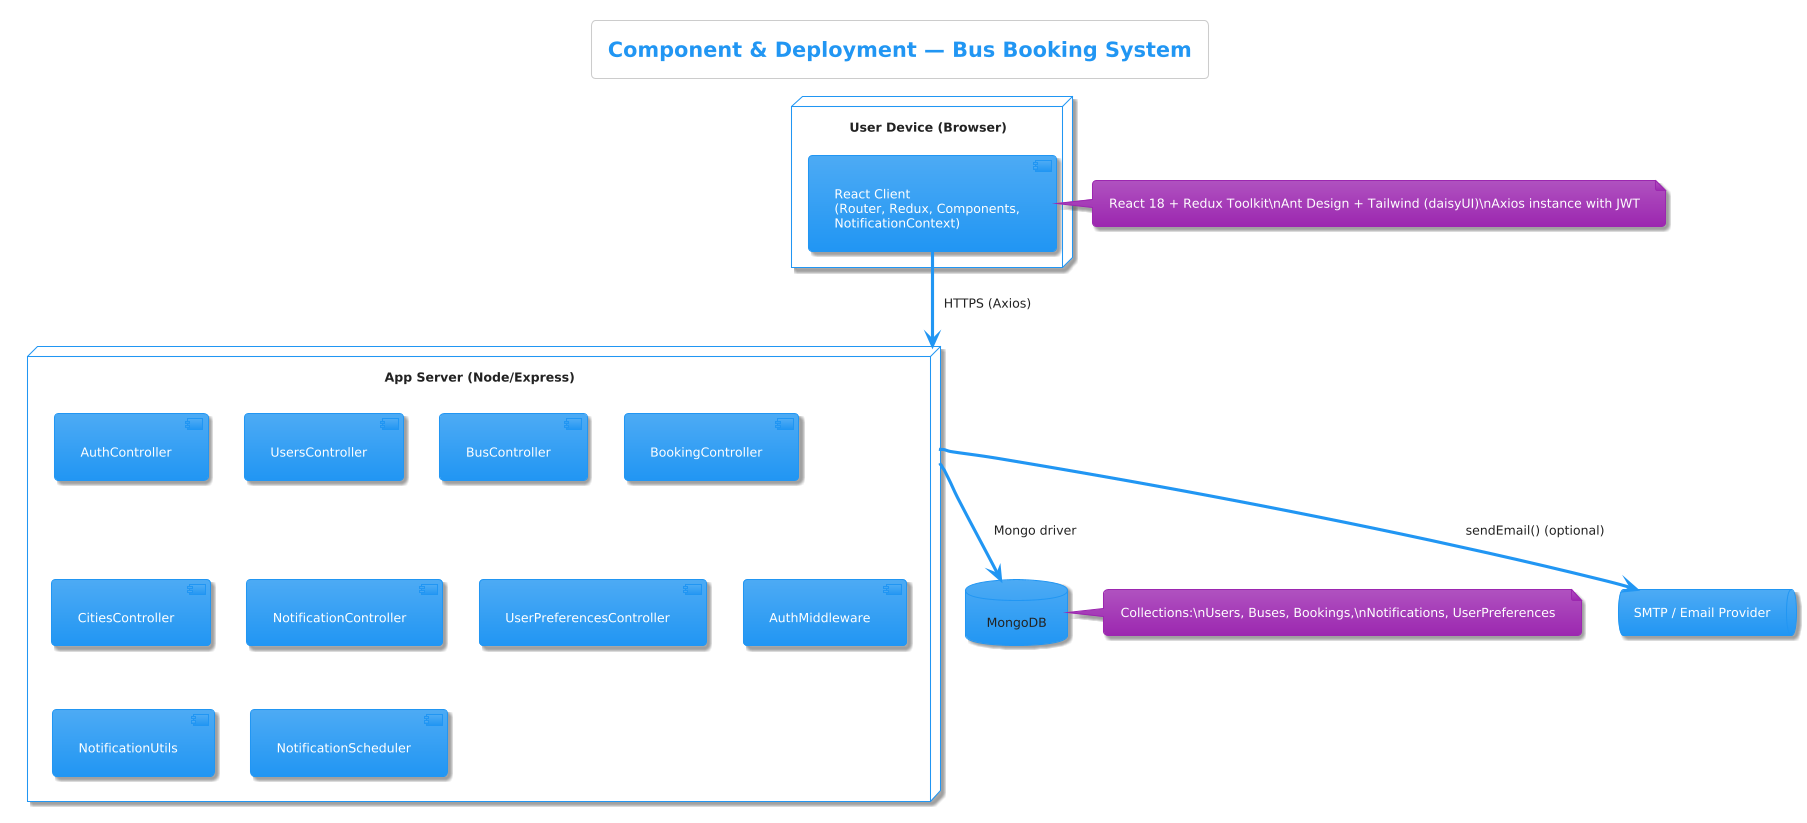 Component & Deployment — Bus Booking System
User Device (Browser)
React Client
(Router, Redux, Components,
NotificationContext)
React 18 + Redux Toolkit\nAnt Design + Tailwind (daisyUI)\nAxios instance with JWT
HTTPS (Axios)
App Server (Node/Express)
AuthController
UsersController
BusController
BookingController
CitiesController
NotificationController
UserPreferencesController
AuthMiddleware
NotificationUtils
NotificationScheduler
Mongo driver
sendEmail() (optional)
MongoDB
Collections:\nUsers, Buses, Bookings,\nNotifications, UserPreferences
SMTP / Email Provider